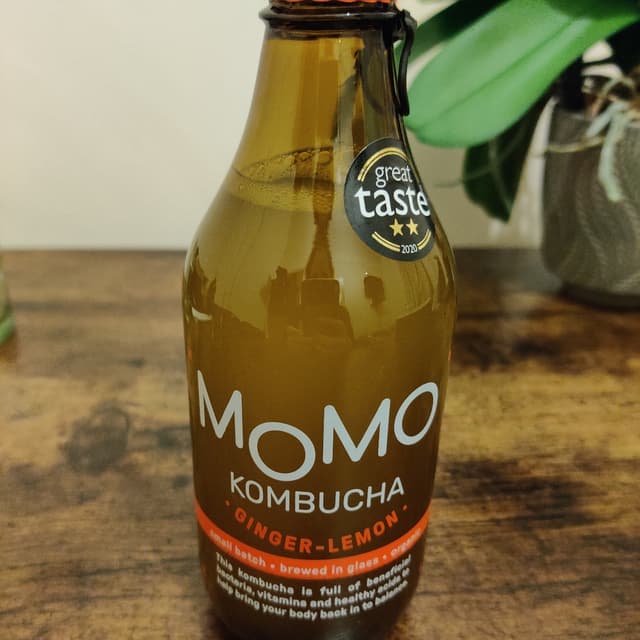 great
taste
2020
MOMO
KOMBUCHA
· GINGER-LEMON ·
small batch • brewed in glass • organic
This kombucha is full of beneficial
bacteria, vitamins and healthy acids to
help bring your body back in to balance.